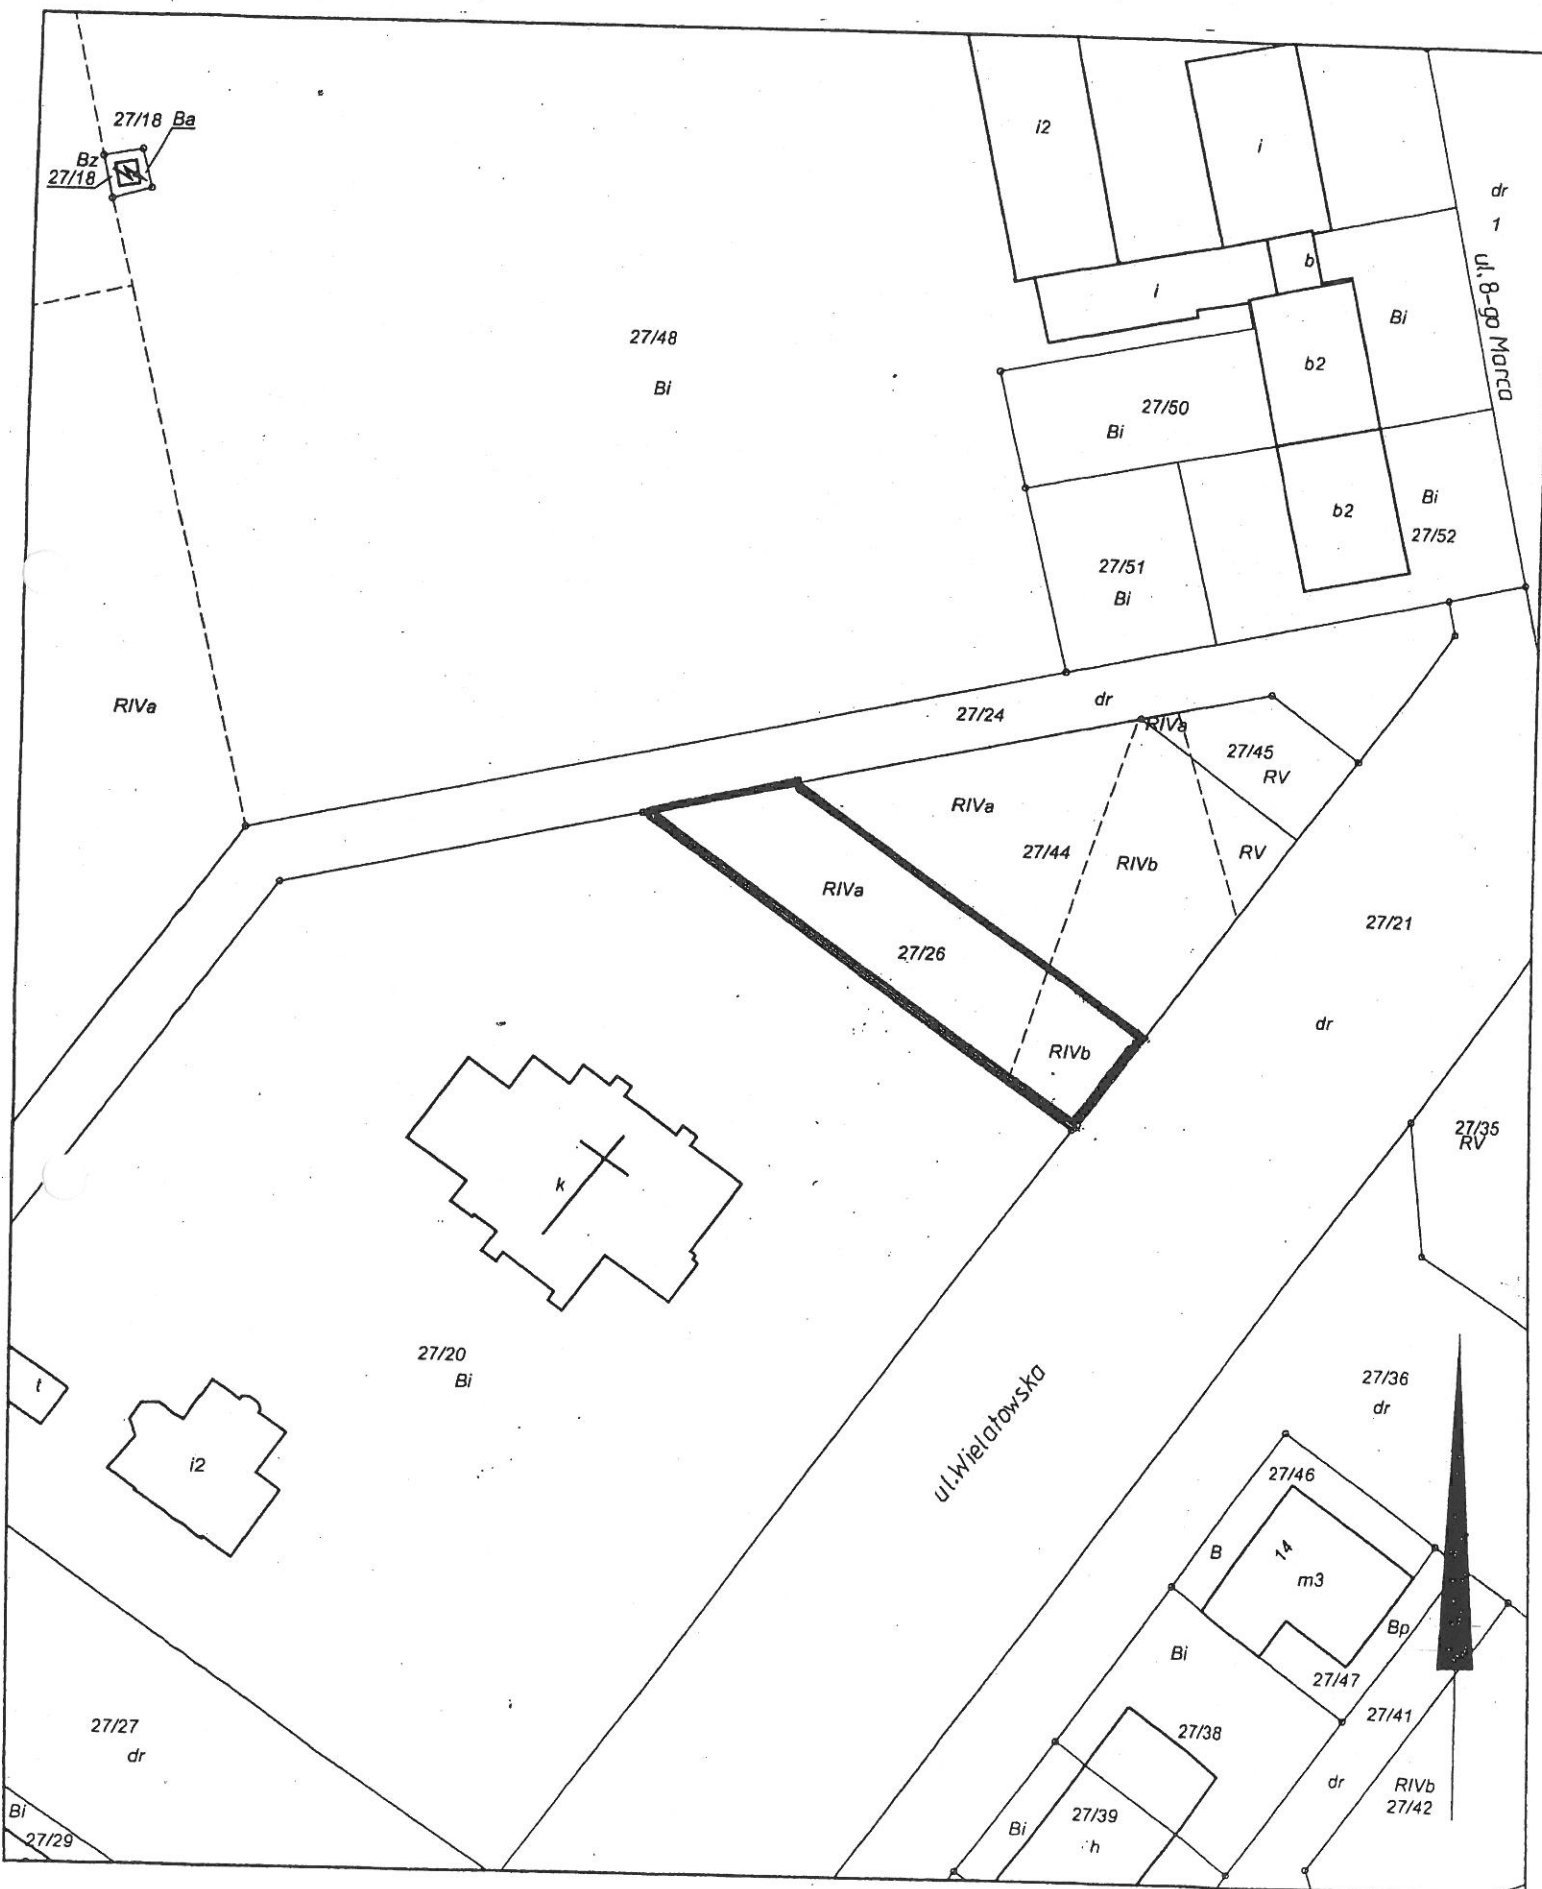 27/18 Ba
Bz
27/18
i2
i
dr
1
b
i
ul. 8-go Marca
Bi
27/48
Bi
b2
27/50
Bi
Bi
b2
27/52
27/51
Bi
RIVa
dr
27/24
RIVa
27/45
RV
RIVa
27/44
RIVb
RV
RIVa
27/21
27/26
dr
RIVb
27/35
RV
k
27/20
Bi
t
27/36
dr
ul.Wielatowska
i2
27/46
B
14
m3
Bp
Bi
27/47
27/41
27/27
dr
27/38
dr
RIVb
27/42
Bi
27/39
Bi
h
27/29